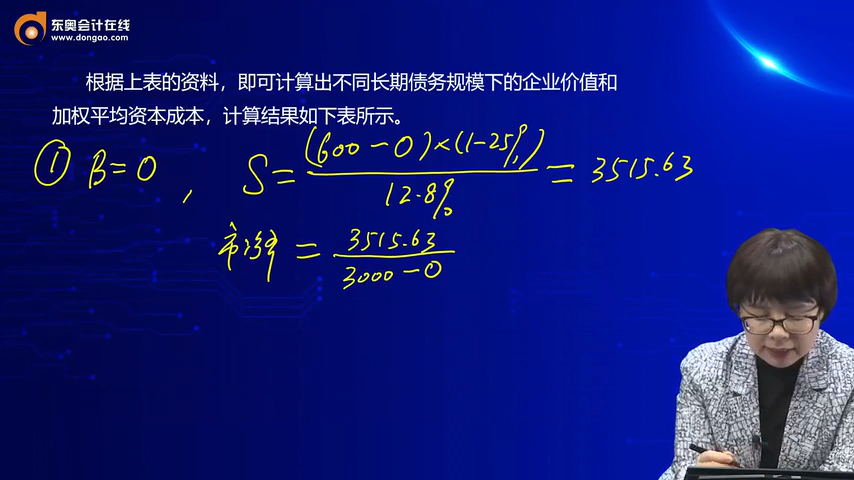 东奥会计在线
www.dongao.com
根据上表的资料，即可计算出不同长期债务规模下的企业价值和
加权平均资本成本，计算结果如下表所示。
① B=0 , S= (600-0)×(1-25%) / 12.8% = 3515.63
市净率 = 3515.63 / 3000-0